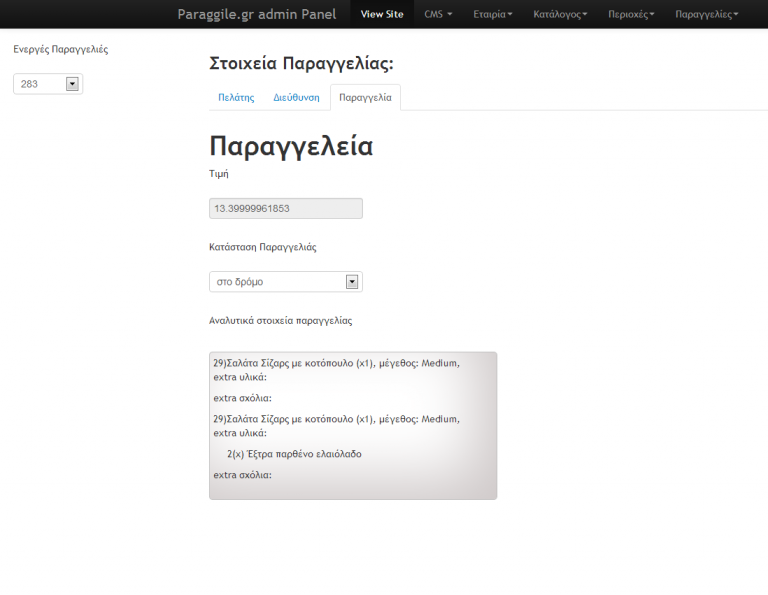 Paraggile.gr admin Panel View Site CMS Εταιρία Κατάλογος Περιοχές Παραγγελίες
Ενεργές Παραγγελιές
283
Στοιχεία Παραγγελίας:
Πελάτης Διεύθυνση Παραγγελία
Παραγγελεία
Τιμή
13.39999961853
Κατάσταση Παραγγελιάς
στο δρόμο
Αναλυτικά στοιχεία παραγγελίας
29)Σαλάτα Σίζαρς με κοτόπουλο (x1), μέγεθος: Medium,
extra υλικά:
extra σχόλια:
29)Σαλάτα Σίζαρς με κοτόπουλο (x1), μέγεθος: Medium,
extra υλικά:
2(x) Έξτρα παρθένο ελαιόλαδο
extra σχόλια: